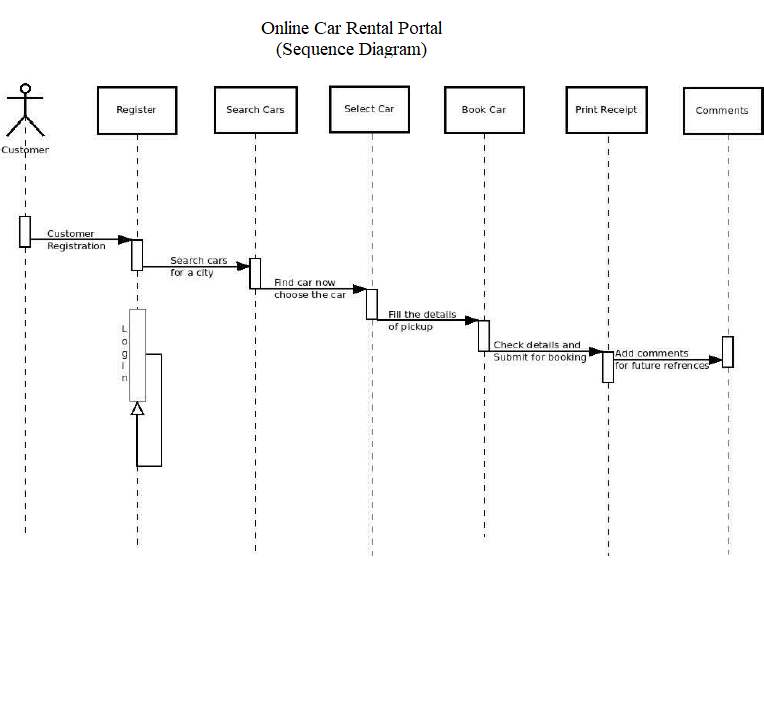 Online Car Rental Portal
(Sequence Diagram)
Register
Search Cars
Select Car
Book Car
Print Receipt
Comments
Customer
Customer
Registration
Search cars
for a city
Find car now
choose the car
Fill the details
of pickup
Check details and
Submit for booking
Add comments
for future refrences
L
o
g
I
n